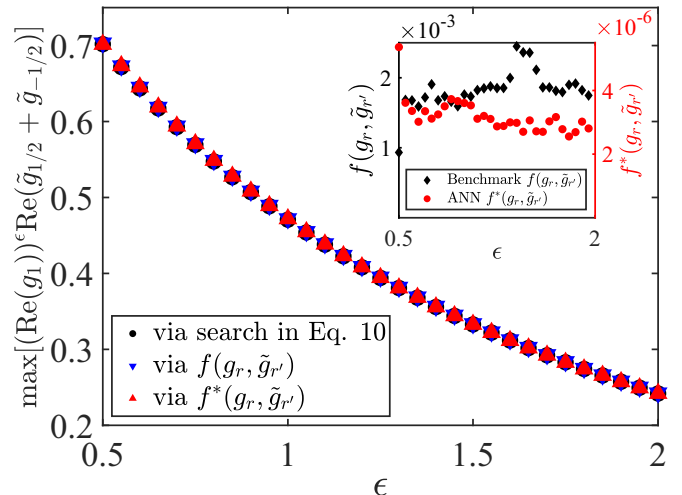 max[(Re(g₁))^ϵ Re(g̃₁/₂ + g̃₋₁/₂)]
0.7
0.6
0.5
0.4
0.3
0.2
0.5
1
1.5
2
ϵ
via search in Eq. 10
via f(gᵣ, g̃ᵣ′)
via f*(gᵣ, g̃ᵣ′)
×10⁻³
×10⁻⁶
f(gᵣ, g̃ᵣ′)
2
1
4
2
f*(gᵣ, g̃ᵣ′)
Benchmark f(gᵣ, g̃ᵣ′)
ANN f*(gᵣ, g̃ᵣ′)
0.5
2
ϵ